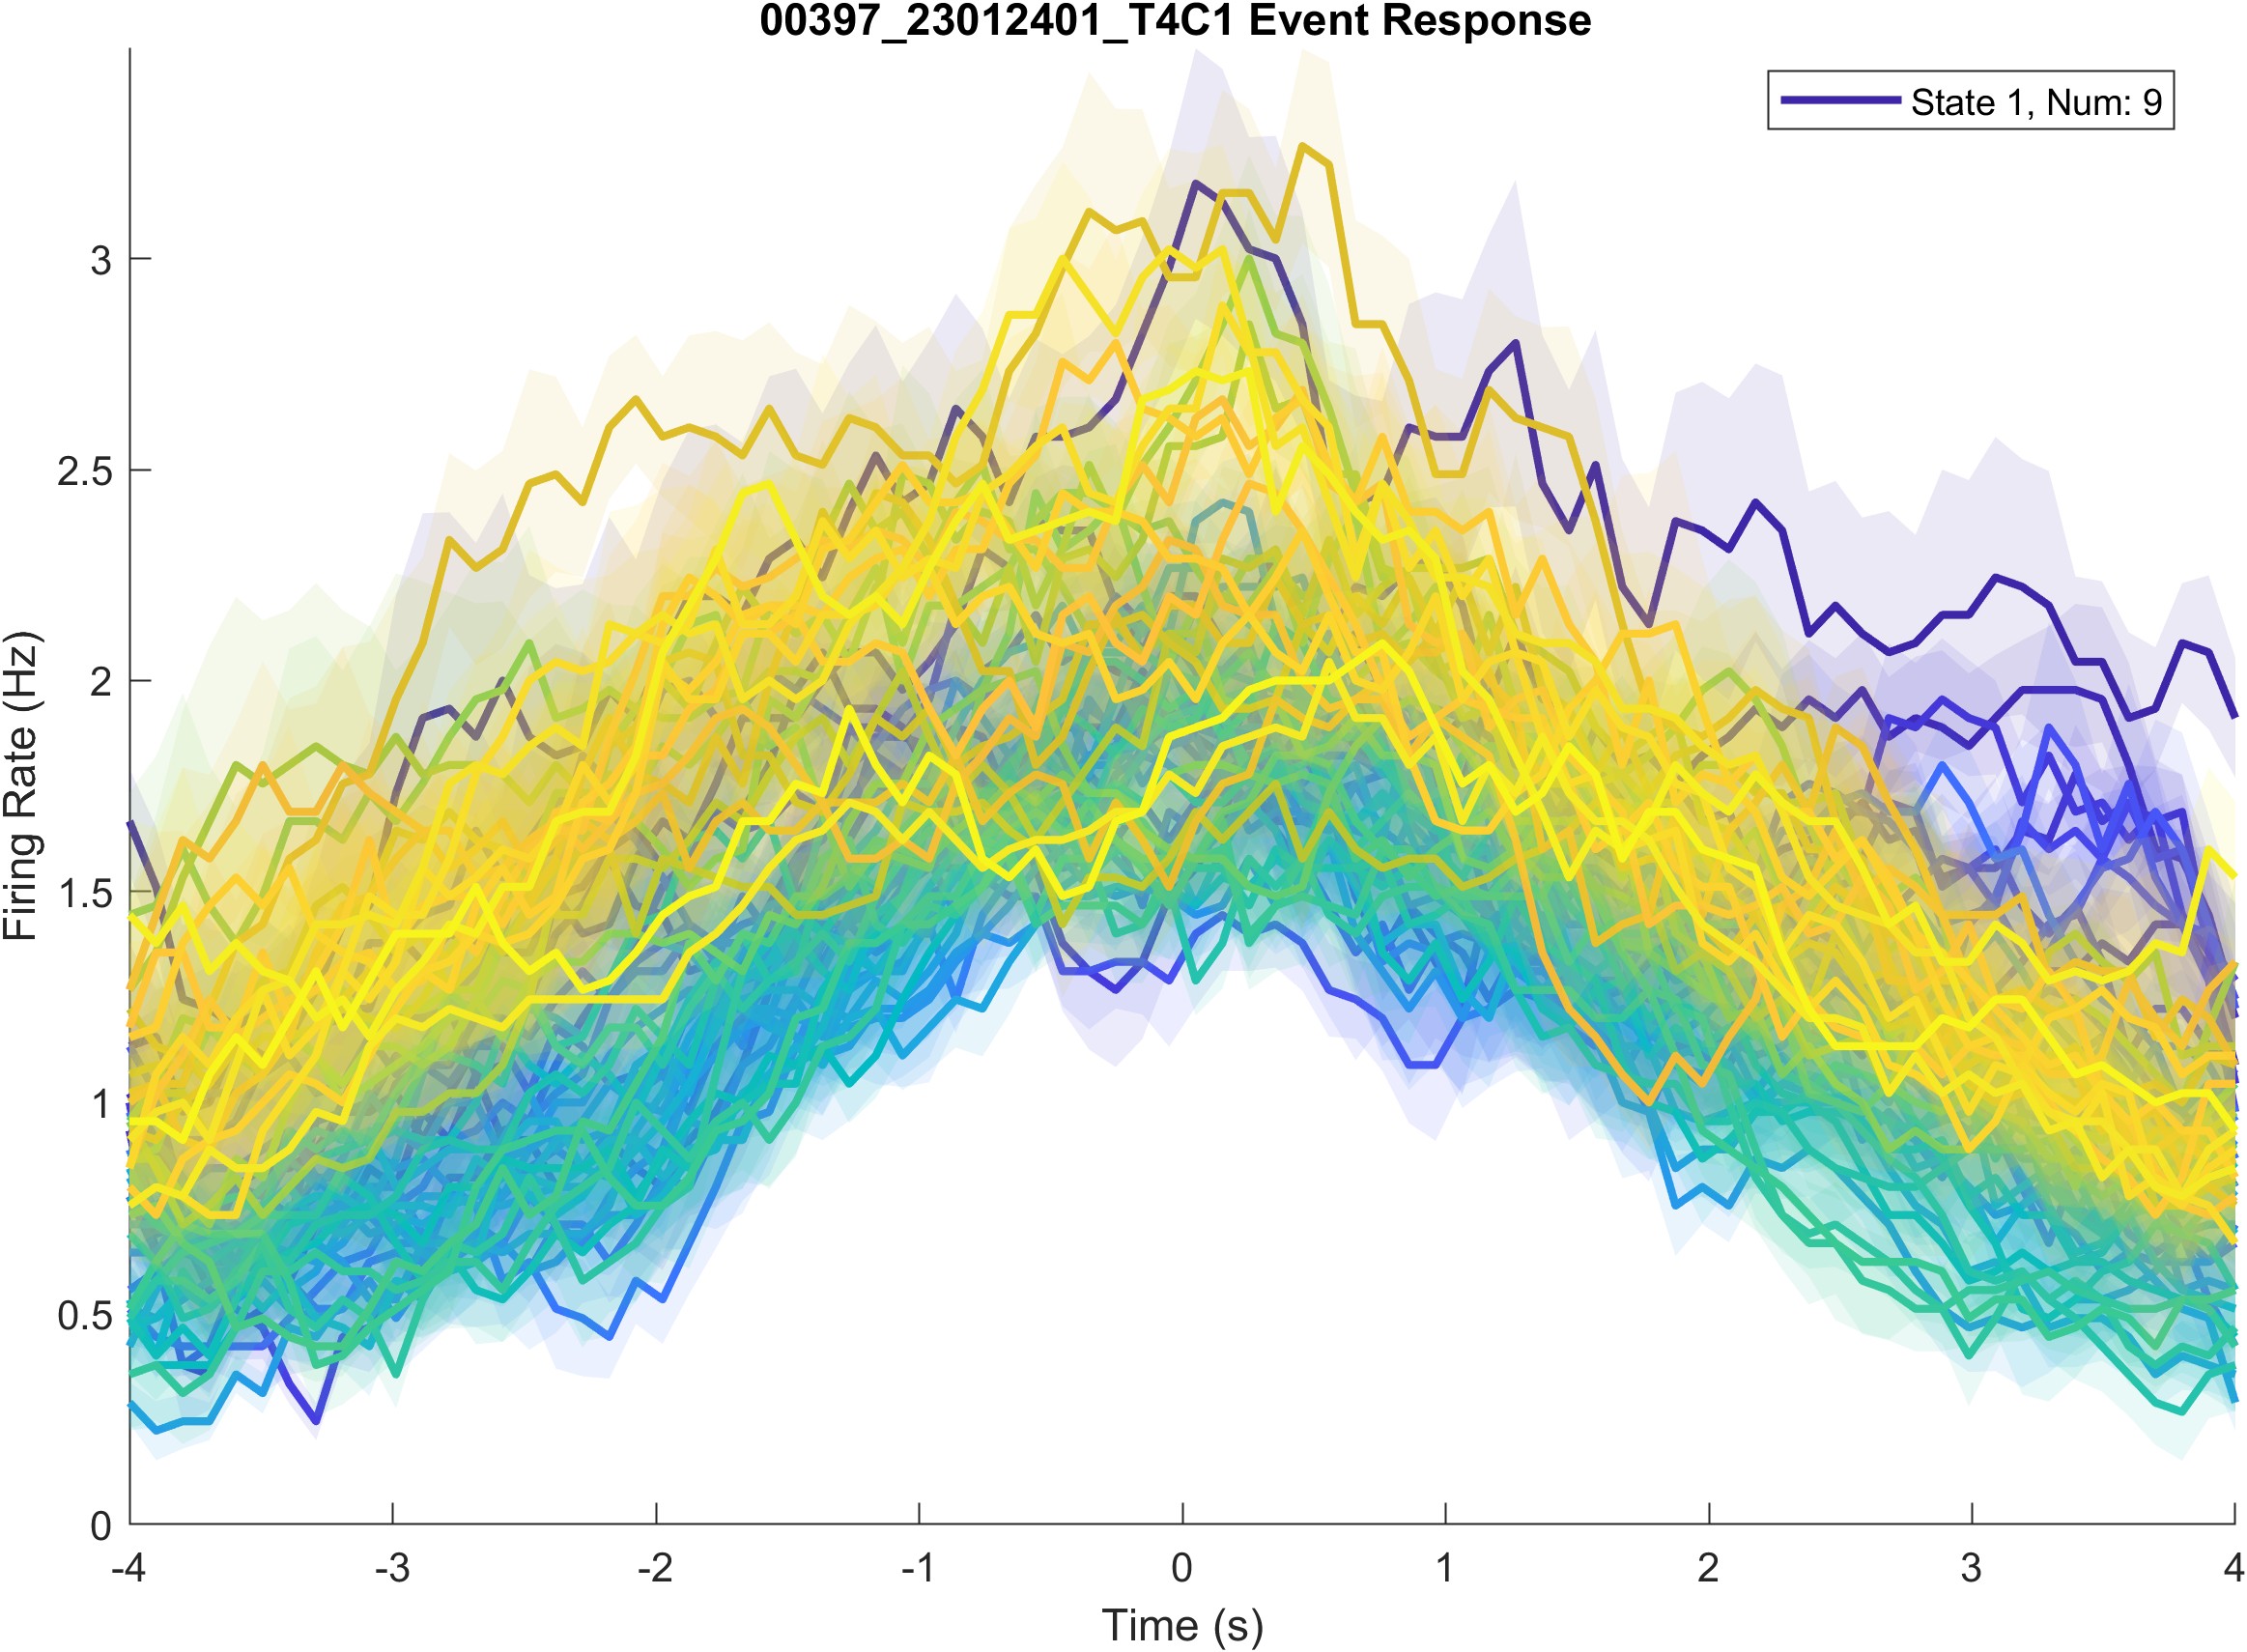 00397_23012401_T4C1 Event Response
State 1, Num: 9
Firing Rate (Hz)
3
2.5
2
1.5
1
0.5
0
-4 -3 -2 -1 0 1 2 3 4
Time (s)